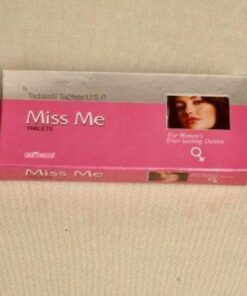 Tadalafil Tablets U.S.P
Miss Me
TABLETS
For Women's
Ever lasting Desire
Miss Me